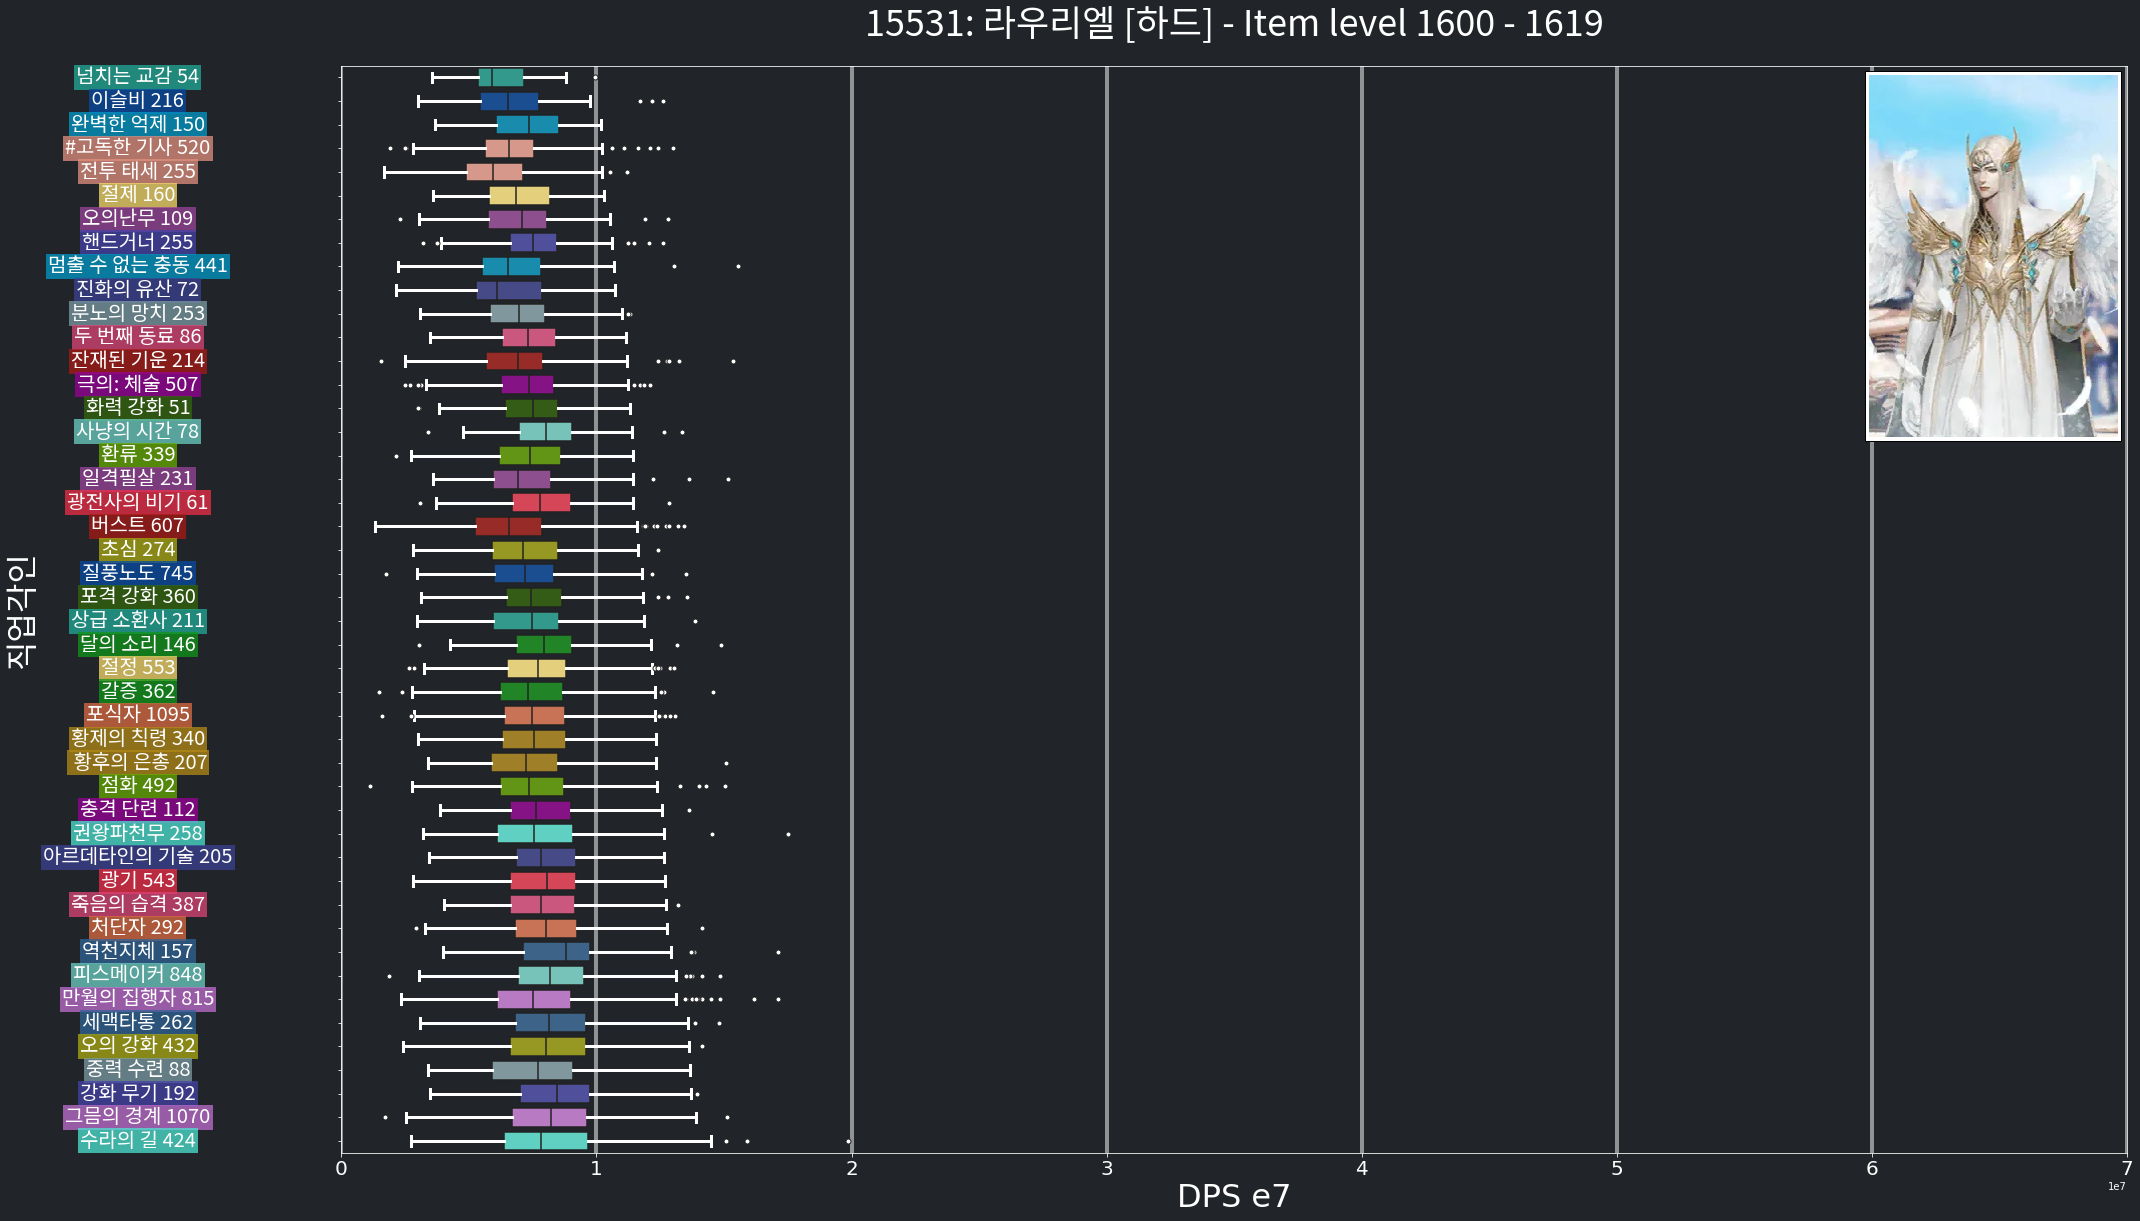 15531: 라우리엘 [하드] - Item level 1600 - 1619
직업각인
넘치는 교감 54
이슬비 216
완벽한 억제 150
#고독한 기사 520
전투 태세 255
절제 160
오의난무 109
핸드거너 255
멈출 수 없는 충동 441
진화의 유산 72
분노의 망치 253
두 번째 동료 86
잔재된 기운 214
극의: 체술 507
화력 강화 51
사냥의 시간 78
환류 339
일격필살 231
광전사의 비기 61
버스트 607
초심 274
질풍노도 745
포격 강화 360
상급 소환사 211
달의 소리 146
절정 553
갈증 362
포식자 1095
황제의 칙령 340
황후의 은총 207
점화 492
충격 단련 112
권왕파천무 258
아르데타인의 기술 205
광기 543
죽음의 습격 387
처단자 292
역천지체 157
피스메이커 848
만월의 집행자 815
세맥타통 262
오의 강화 432
중력 수련 88
강화 무기 192
그믐의 경계 1070
수라의 길 424
0 1 2 3 4 5 6 7
1e7
DPS e7